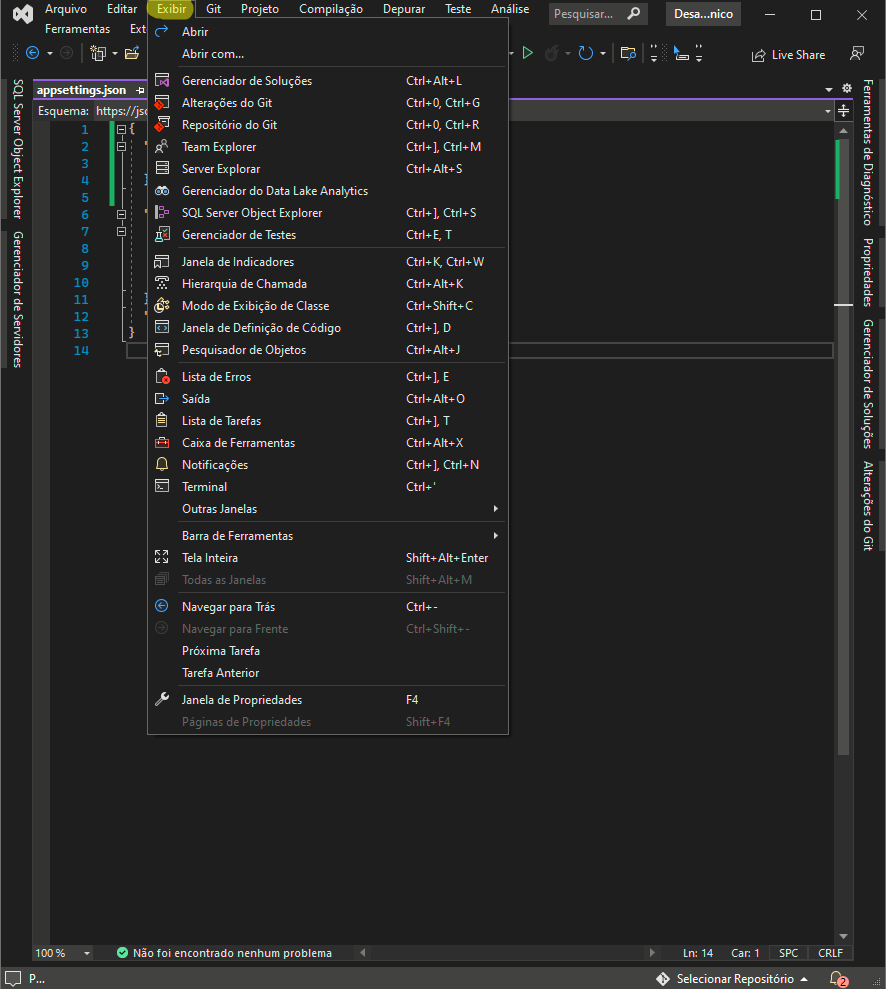 Arquivo Editar Exibir Git Projeto Compilação Depurar Teste Análise Pesquisar... Desa...nico
Ferramentas Ext
Live Share
appsettings.json
Esquema: https://jsc
Abrir
Abrir com...
Gerenciador de Soluções Ctrl+Alt+L
Alterações do Git Ctrl+0, Ctrl+G
Repositório do Git Ctrl+0, Ctrl+R
Team Explorer Ctrl+], Ctrl+M
Server Explorar Ctrl+Alt+S
Gerenciador do Data Lake Analytics
SQL Server Object Explorer Ctrl+], Ctrl+S
Gerenciador de Testes Ctrl+E, T
Janela de Indicadores Ctrl+K, Ctrl+W
Hierarquia de Chamada Ctrl+Alt+K
Modo de Exibição de Classe Ctrl+Shift+C
Janela de Definição de Código Ctrl+], D
Pesquisador de Objetos Ctrl+Alt+J
Lista de Erros Ctrl+], E
Saída Ctrl+Alt+O
Lista de Tarefas Ctrl+], T
Caixa de Ferramentas Ctrl+Alt+X
Notificações Ctrl+], Ctrl+N
Terminal Ctrl+'
Outras Janelas
Barra de Ferramentas
Tela Inteira Shift+Alt+Enter
Todas as Janelas Shift+Alt+M
Navegar para Trás Ctrl+-
Navegar para Frente Ctrl+Shift+-
Próxima Tarefa
Tarefa Anterior
Janela de Propriedades F4
Páginas de Propriedades Shift+F4
1 {
2 "
3
4 }
5
6 "
7
8
9
10
11 }
12 "
13 }
14
SQL Server Object Explorer
Gerenciador de Servidores
Ferramentas de Diagnóstico
Propriedades
Gerenciador de Soluções
Alterações do Git
100 % Não foi encontrado nenhum problema Ln: 14 Car: 1 SPC CRLF
P... Selecionar Repositório 2